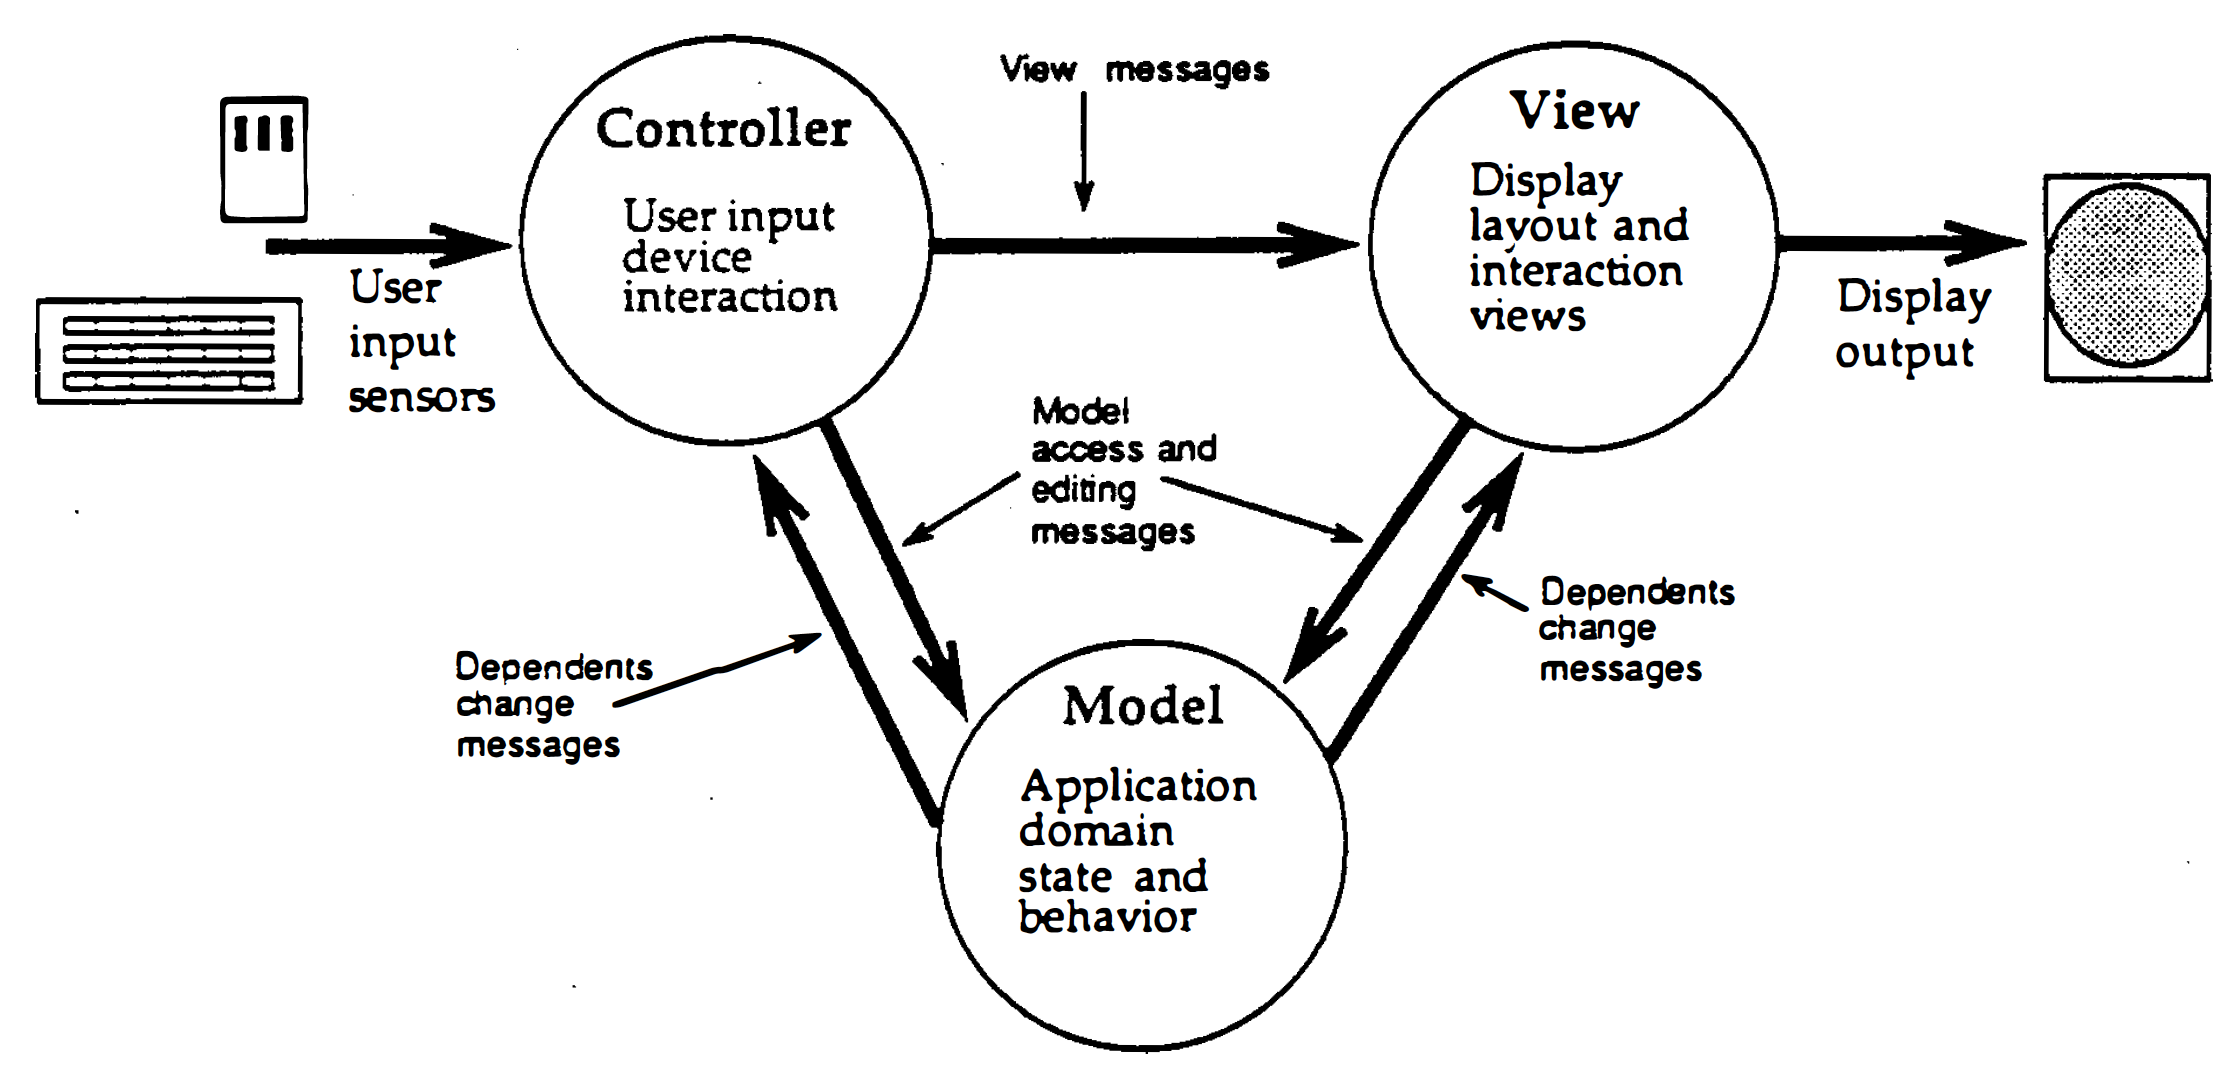 View messages
Controller
User input
device
interaction
View
Display
layout and
interaction
views
User
input
sensors
Display
output
Model
access and
editing
messages
Dependents
change
messages
Dependents
change
messages
Model
Application
domain
state and
behavior